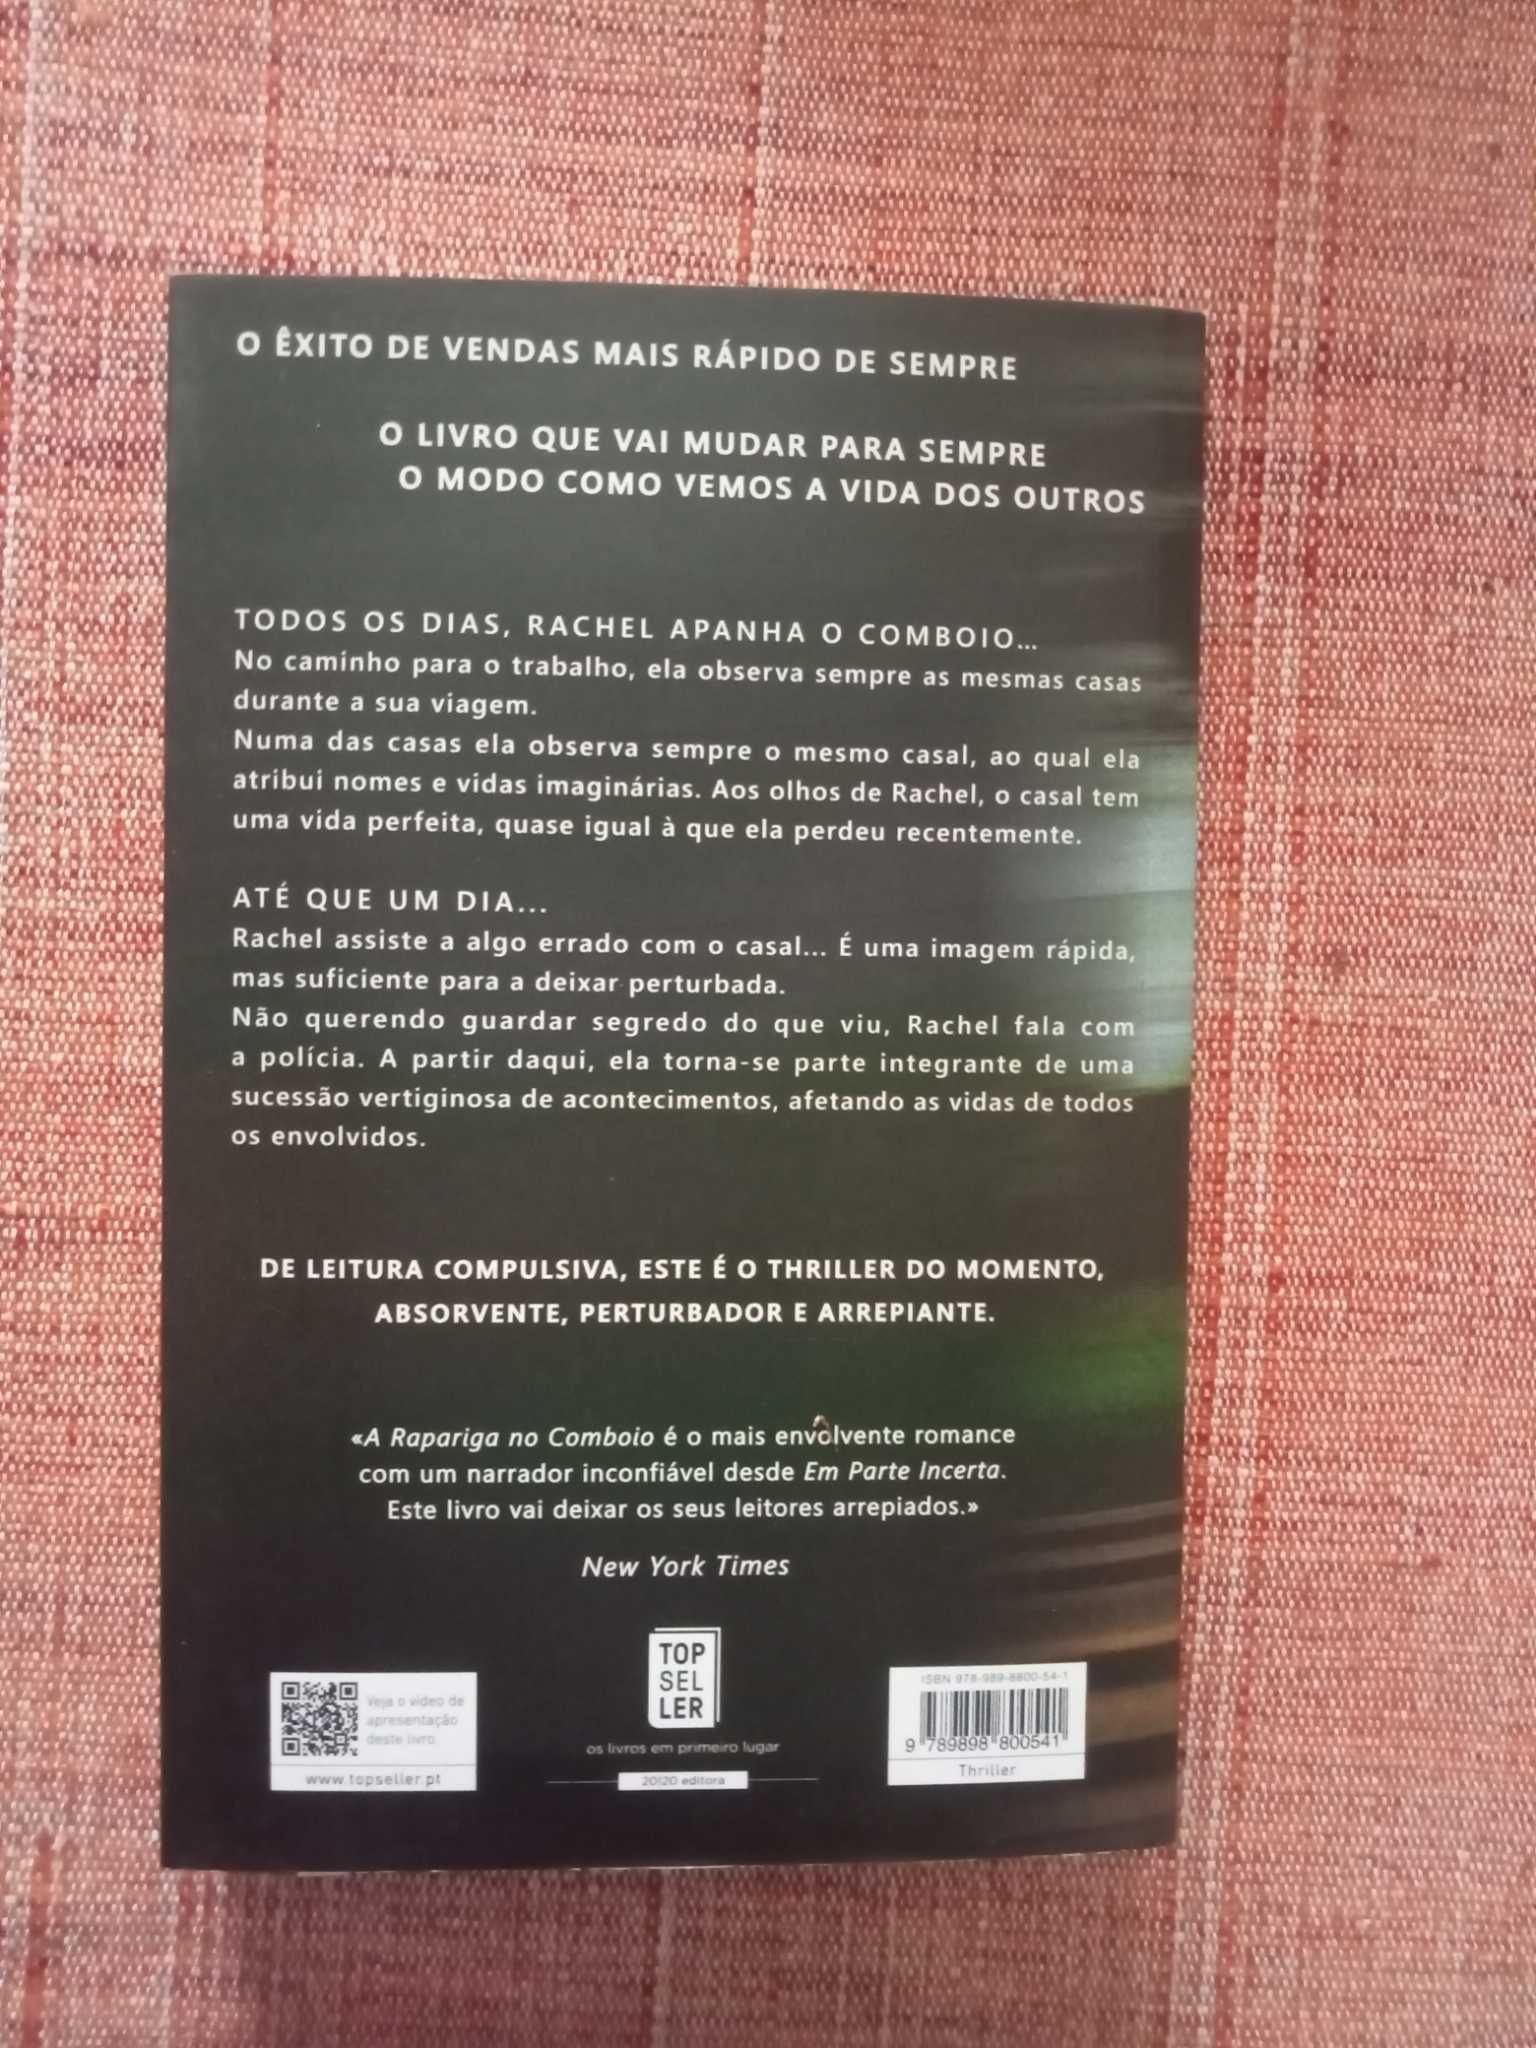 O ÊXITO DE VENDAS MAIS RÁPIDO DE SEMPRE
O LIVRO QUE VAI MUDAR PARA SEMPRE
O MODO COMO VEMOS A VIDA DOS OUTROS
TODOS OS DIAS, RACHEL APANHA O COMBOIO...
No caminho para o trabalho, ela observa sempre as mesmas casas
durante a sua viagem.
Numa das casas ela observa sempre o mesmo casal, ao qual ela
atribui nomes e vidas imaginárias. Aos olhos de Rachel, o casal tem
uma vida perfeita, quase igual à que ela perdeu recentemente.
ATÉ QUE UM DIA...
Rachel assiste a algo errado com o casal... É uma imagem rápida,
mas suficiente para a deixar perturbada.
Não querendo guardar segredo do que viu, Rachel fala com
a polícia. A partir daqui, ela torna-se parte integrante de uma
sucessão vertiginosa de acontecimentos, afetando as vidas de todos
os envolvidos.
DE LEITURA COMPULSIVA, ESTE É O THRILLER DO MOMENTO,
ABSORVENTE, PERTURBADOR E ARREPIANTE.
«A Rapariga no Comboio é o mais envolvente romance
com um narrador inconfiável desde Em Parte Incerta.
Este livro vai deixar os seus leitores arrepiados.»
New York Times
Veja o vídeo de
apresentação
deste livro
www.topseller.pt
TOP
SEL
LER
os livros em primeiro lugar
20|20 editora
ISBN 978-989-8800-54-1
9 789898 800541
Thriller